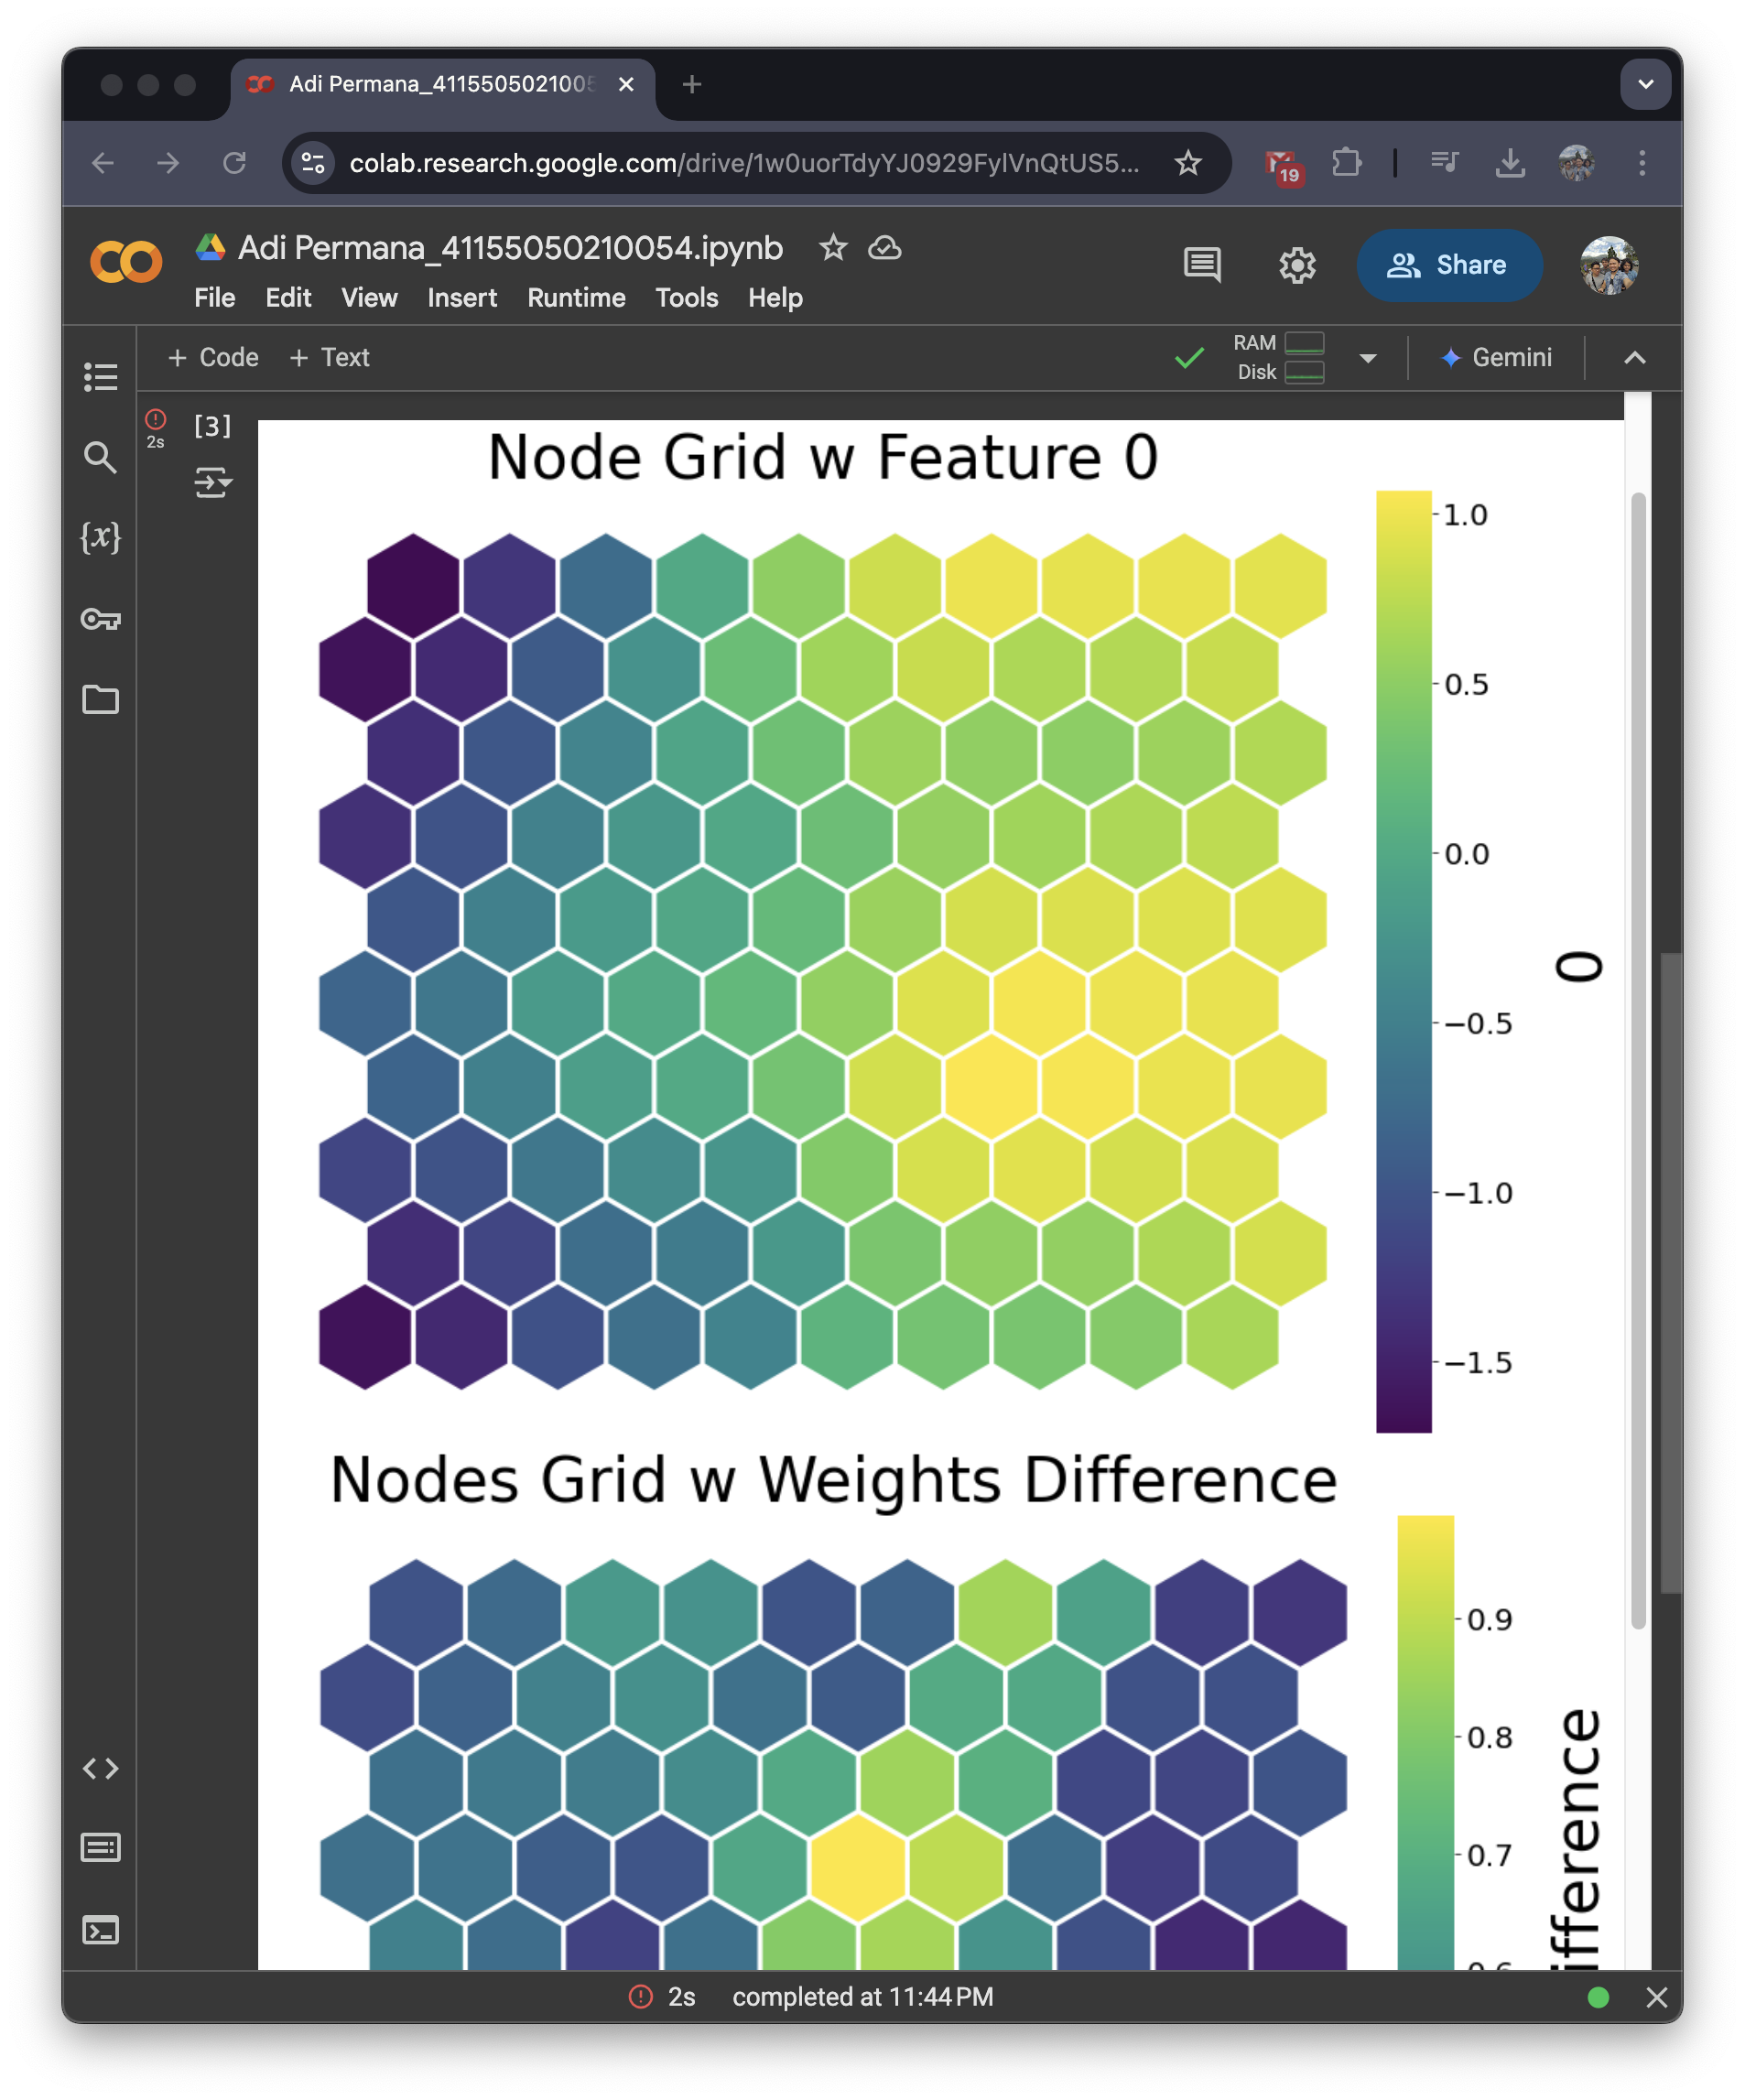 Adi Permana_4115505021005
colab.research.google.com/drive/1w0uorTdyYJ0929FylVnQtUS5...
19
Adi Permana_41155050210054.ipynb
File Edit View Insert Runtime Tools Help
Share
+ Code + Text
RAM
Disk
Gemini
[3]
2s
{x}
Node Grid w Feature 0
1.0
0.5
0.0
−0.5
−1.0
−1.5
0
Nodes Grid w Weights Difference
0.9
0.8
0.7
ifference
2s completed at 11:44 PM